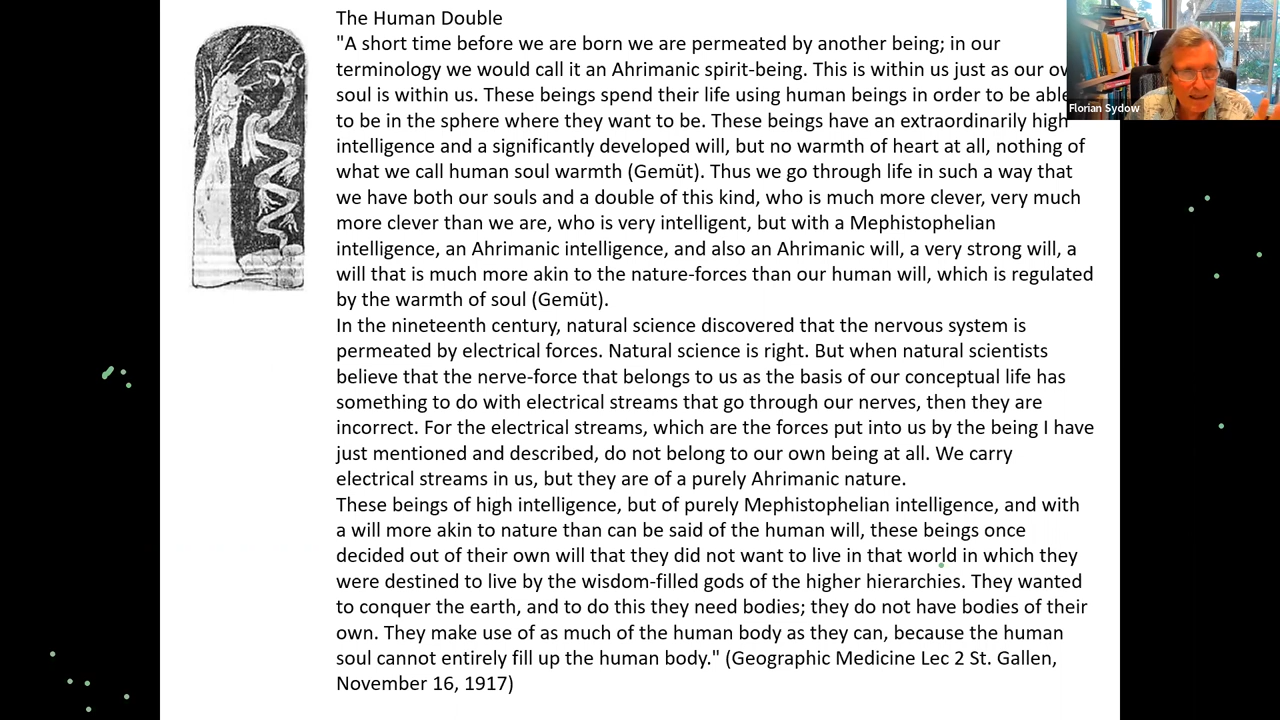 The Human Double
"A short time before we are born we are permeated by another being; in our
terminology we would call it an Ahrimanic spirit-being. This is within us just as our
soul is within us. These beings spend their life using human beings in order to be able
to be in the sphere where they want to be. These beings have an extraordinarily high
intelligence and a significantly developed will, but no warmth of heart at all, nothing of
what we call human soul warmth (Gemüt). Thus we go through life in such a way that
we have both our souls and a double of this kind, who is much more clever, very much
more clever than we are, who is very intelligent, but with a Mephistophelian
intelligence, an Ahrimanic intelligence, and also an Ahrimanic will, a very strong will, a
will that is much more akin to the nature-forces than our human will, which is regulated
by the warmth of soul (Gemüt).
In the nineteenth century, natural science discovered that the nervous system is
permeated by electrical forces. Natural science is right. But when natural scientists
believe that the nerve-force that belongs to us as the basis of our conceptual life has
something to do with electrical streams that go through our nerves, then they are
incorrect. For the electrical streams, which are the forces put into us by the being I have
just mentioned and described, do not belong to our own being at all. We carry
electrical streams in us, but they are of a purely Ahrimanic nature.
These beings of high intelligence, but of purely Mephistophelian intelligence, and with
a will more akin to nature than can be said of the human will, these beings once
decided out of their own will that they did not want to live in that world in which they
were destined to live by the wisdom-filled gods of the higher hierarchies. They wanted
to conquer the earth, and to do this they need bodies; they do not have bodies of their
own. They make use of as much of the human body as they can, because the human
soul cannot entirely fill up the human body." (Geographic Medicine Lec 2 St. Gallen,
November 16, 1917)
Florian Sydow